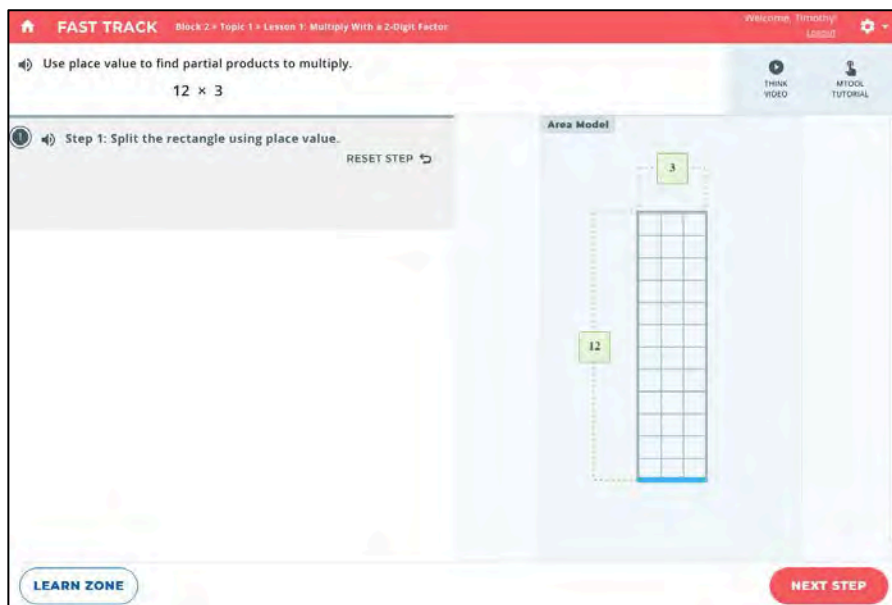 FAST TRACK Block 2 > Topic 1 > Lesson 1: Multiply With a 2-Digit Factor
Welcome, Timothy!
Logout
Use place value to find partial products to multiply.
12 × 3
THINK VIDEO
MTOOL TUTORIAL
1 Step 1: Split the rectangle using place value.
RESET STEP
Area Model
3
12
LEARN ZONE
NEXT STEP